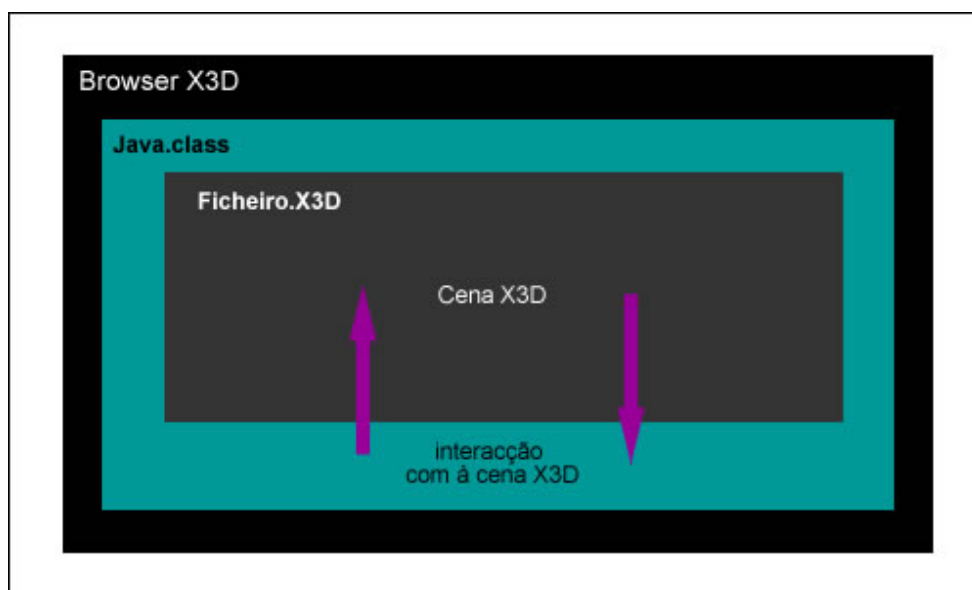 Browser X3D
Java.class
Ficheiro.X3D
Cena X3D
interacção
com á cena X3D